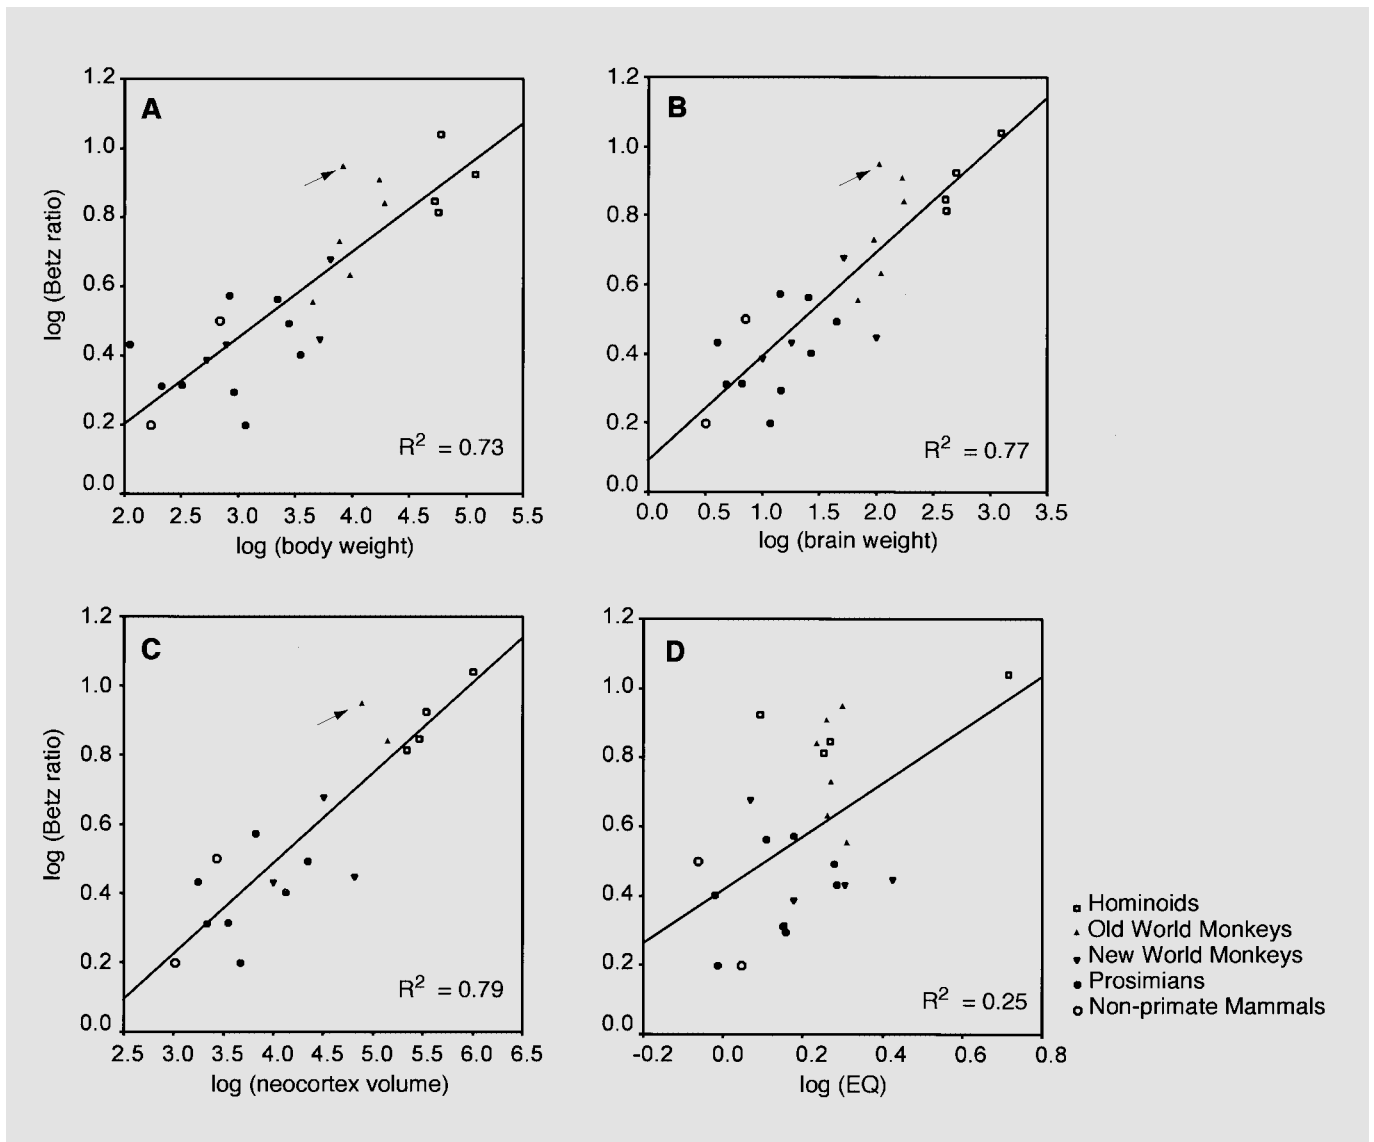 A
log (Betz ratio)
1.2
1.0
0.8
0.6
0.4
0.2
0.0
R2 = 0.73
2.0 2.5 3.0 3.5 4.0 4.5 5.0 5.5
log (body weight)
B
1.2
1.0
0.8
0.6
0.4
0.2
0.0
R2 = 0.77
0.0 0.5 1.0 1.5 2.0 2.5 3.0 3.5
log (brain weight)
C
log (Betz ratio)
1.2
1.0
0.8
0.6
0.4
0.2
0.0
R2 = 0.79
2.5 3.0 3.5 4.0 4.5 5.0 5.5 6.0 6.5
log (neocortex volume)
D
1.2
1.0
0.8
0.6
0.4
0.2
0.0
R2 = 0.25
-0.2 0.0 0.2 0.4 0.6 0.8
log (EQ)
Hominoids
Old World Monkeys
New World Monkeys
Prosimians
Non-primate Mammals